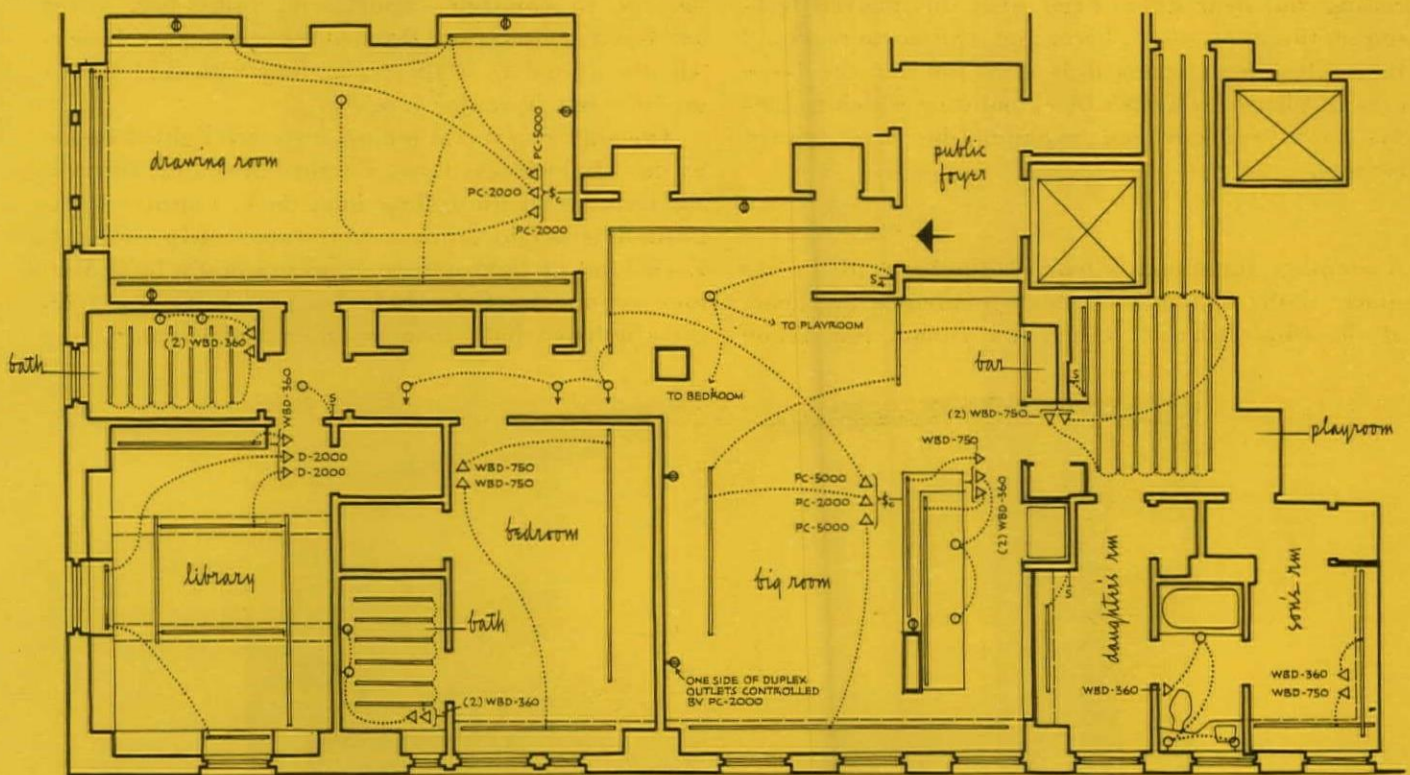 drawing room
PC-5000
PC-2000
PC-2000
S
C
public
foyer
S
4
TO PLAYROOM
TO BEDROOM
bath
(2) WBD-360
WBD-360
D-2000
D-2000
S
library
WBD-750
WBD-750
bedroom
bath
(2) WBD-360
bar
S
(2) WBD-750
playroom
WBD-750
PC-5000
PC-2000
PC-5000
S
C
(2) WBD-360
big room
ONE SIDE OF DUPLEX
OUTLETS CONTROLLED
BY PC-2000
daughter's rm
S
son's rm
WBD-360
WBD-360
WBD-750